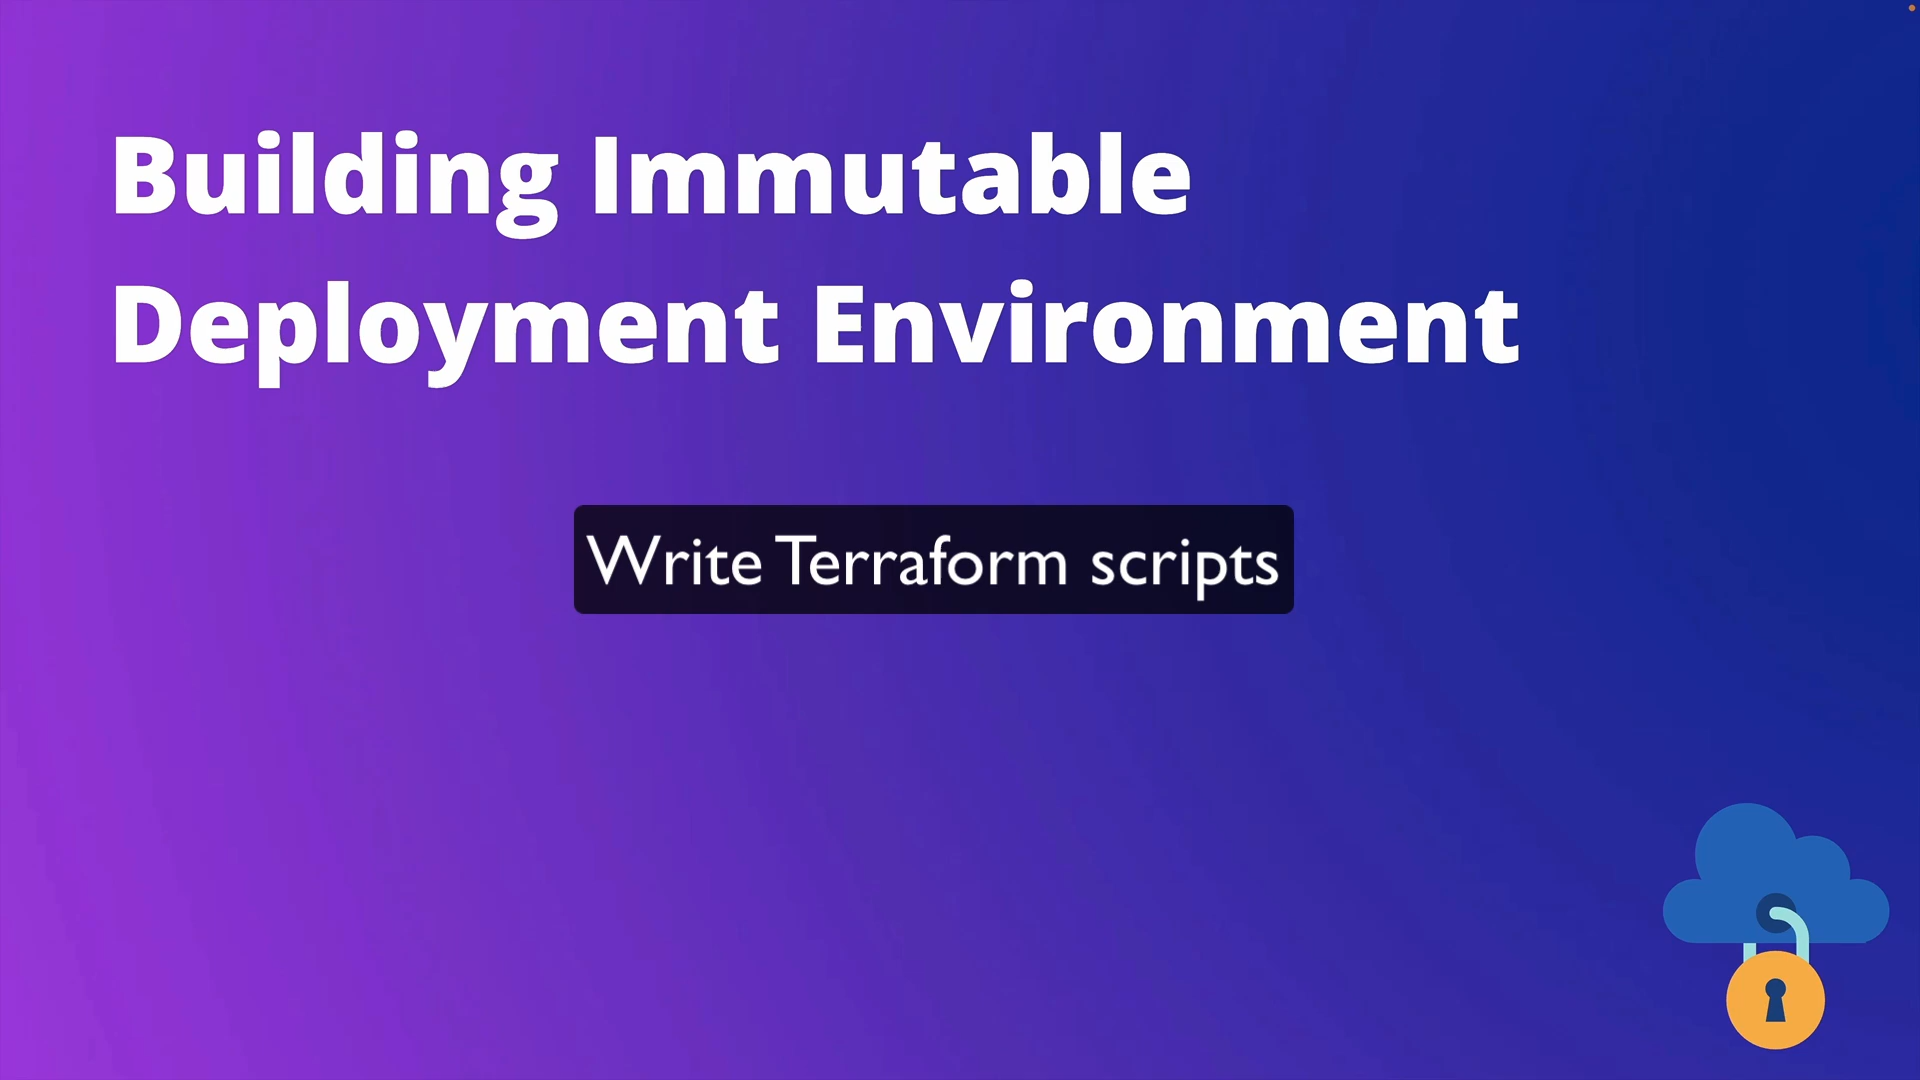 Building Immutable
Deployment Environment
Write Terraform scripts